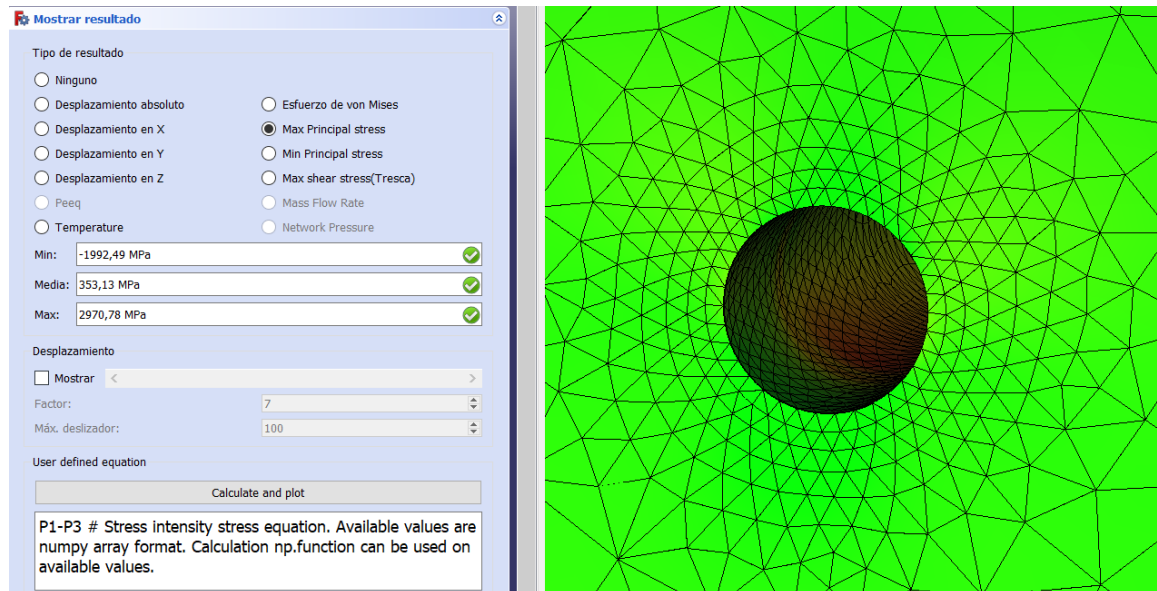 Mostrar resultado
Tipo de resultado
Ninguno
Desplazamiento absoluto
Esfuerzo de von Mises
Desplazamiento en X
Max Principal stress
Desplazamiento en Y
Min Principal stress
Desplazamiento en Z
Max shear stress(Tresca)
Peeq
Mass Flow Rate
Temperature
Network Pressure
Min: -1992,49 MPa
Media: 353,13 MPa
Max: 2970,78 MPa
Desplazamiento
Mostrar
Factor: 7
Máx. deslizador: 100
User defined equation
Calculate and plot
P1-P3 # Stress intensity stress equation. Available values are
numpy array format. Calculation np.function can be used on
available values.